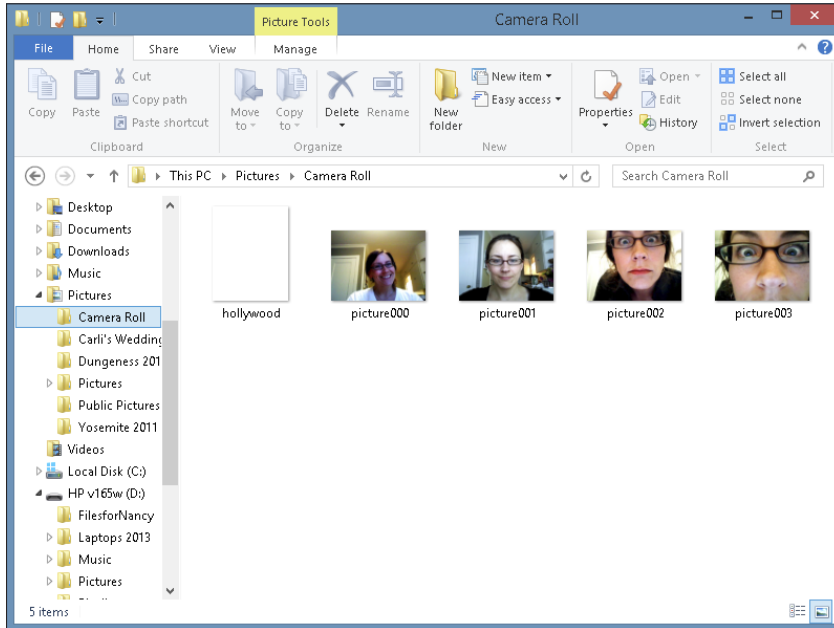 Picture Tools
Camera Roll
File Home Share View Manage
Cut
Copy path
Paste shortcut
Copy
Paste
Clipboard
Move to
Copy to
Delete
Rename
Organize
New folder
New item
Easy access
New
Properties
Open
Edit
History
Open
Select all
Select none
Invert selection
Select
This PC Pictures Camera Roll
Search Camera Roll
Desktop
Documents
Downloads
Music
Pictures
Camera Roll
Carli's Wedding
Dungeness 201
Pictures
Public Pictures
Yosemite 2011
Videos
Local Disk (C:)
HP v165w (D:)
FilesforNancy
Laptops 2013
Music
Pictures
hollywood
picture000
picture001
picture002
picture003
5 items